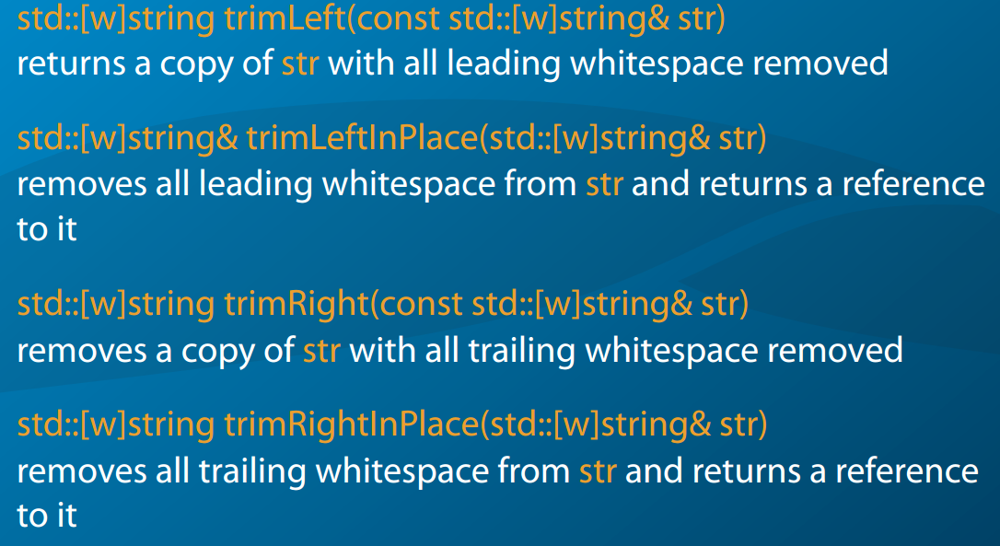 std::[w]string trimLeft(const std::[w]string& str)
returns a copy of str with all leading whitespace removed
std::[w]string& trimLeftInPlace(std::[w]string& str)
removes all leading whitespace from str and returns a reference
to it
std::[w]string trimRight(const std::[w]string& str)
removes a copy of str with all trailing whitespace removed
std::[w]string trimRightInPlace(std::[w]string& str)
removes all trailing whitespace from str and returns a reference
to it